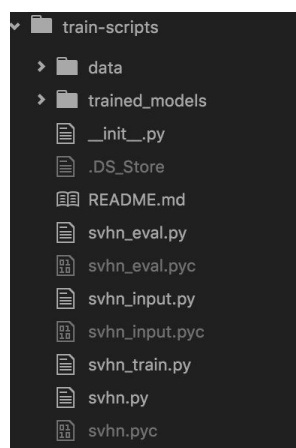 train-scripts
data
trained_models
__init__.py
.DS_Store
README.md
svhn_eval.py
svhn_eval.pyc
svhn_input.py
svhn_input.pyc
svhn_train.py
svhn.py
svhn.pyc